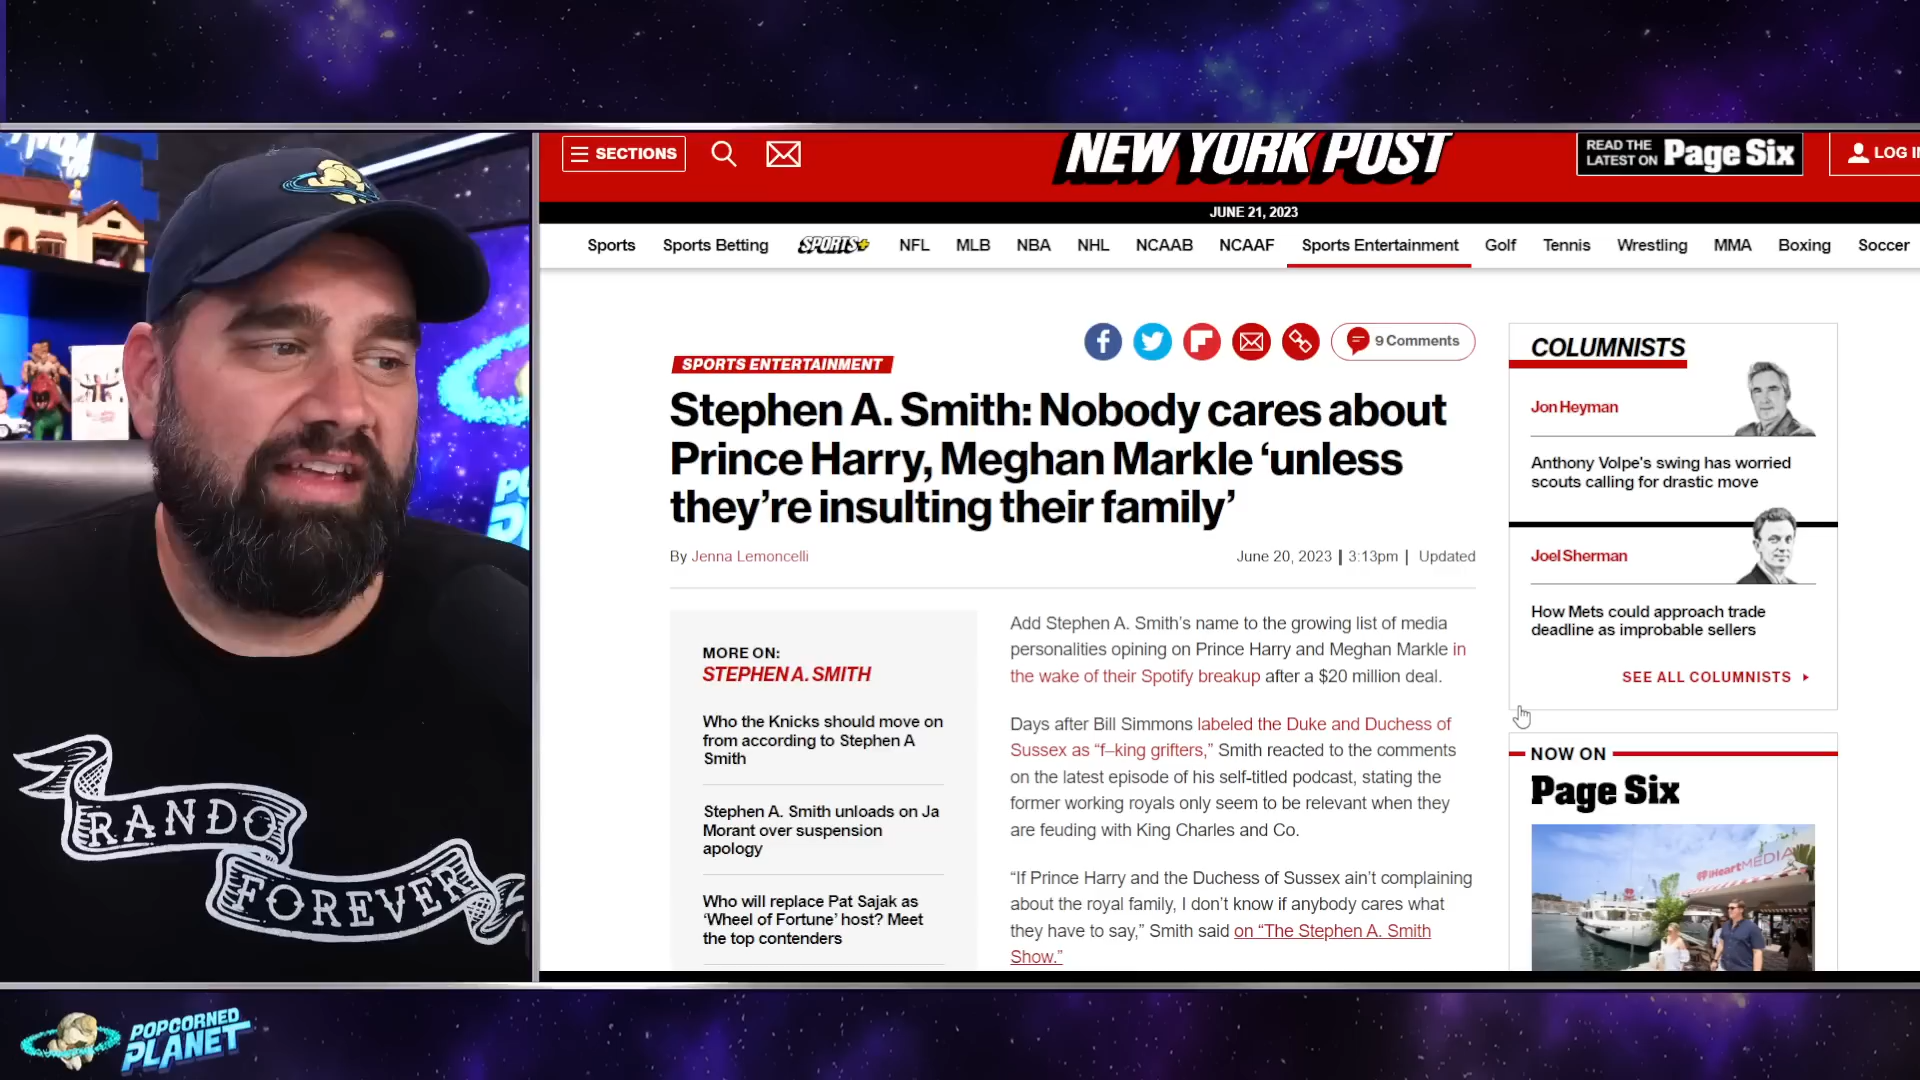 SECTIONS
NEW YORK POST
READ THE
LATEST ON
Page Six
LOG IN
JUNE 21, 2023
Sports
Sports Betting
SPORTS+
NFL
MLB
NBA
NHL
NCAAB
NCAAF
Sports Entertainment
Golf
Tennis
Wrestling
MMA
Boxing
Soccer
9 Comments
SPORTS ENTERTAINMENT
Stephen A. Smith: Nobody cares about
Prince Harry, Meghan Markle ‘unless
they’re insulting their family’
By Jenna Lemoncelli
June 20, 2023 | 3:13pm | Updated
MORE ON:
STEPHEN A. SMITH
Who the Knicks should move on
from according to Stephen A
Smith
Stephen A. Smith unloads on Ja
Morant over suspension
apology
Who will replace Pat Sajak as
‘Wheel of Fortune’ host? Meet
the top contenders
Add Stephen A. Smith’s name to the growing list of media
personalities opining on Prince Harry and Meghan Markle in
the wake of their Spotify breakup after a $20 million deal.
Days after Bill Simmons labeled the Duke and Duchess of
Sussex as “f–king grifters,” Smith reacted to the comments
on the latest episode of his self-titled podcast, stating the
former working royals only seem to be relevant when they
are feuding with King Charles and Co.
“If Prince Harry and the Duchess of Sussex ain’t complaining
about the royal family, I don’t know if anybody cares what
they have to say,” Smith said on “The Stephen A. Smith
Show.”
COLUMNISTS
Jon Heyman
Anthony Volpe's swing has worried
scouts calling for drastic move
Joel Sherman
How Mets could approach trade
deadline as improbable sellers
SEE ALL COLUMNISTS
NOW ON
Page Six
iHeartMEDIA
RANDO
FOREVER
POPCORNED
PLANET